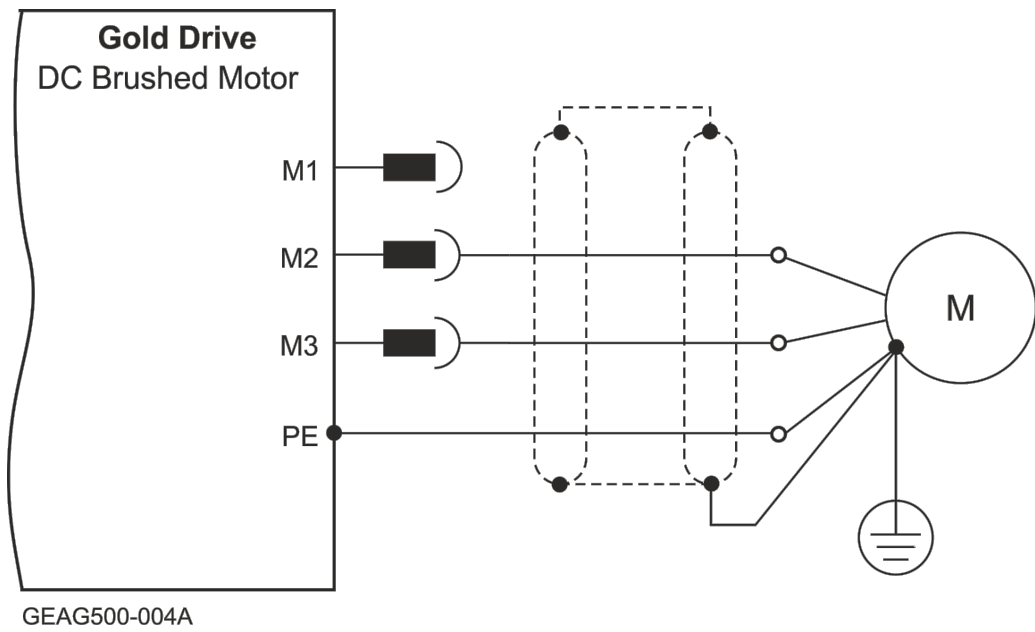 Gold Drive
DC Brushed Motor
M1
M2
M3
PE
M
GEAG500-004A